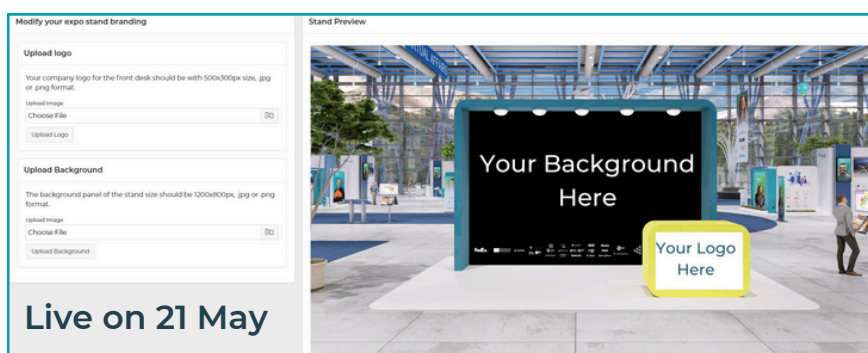 Modify your expo stand branding
Upload logo
Your company logo for the front desk should be with 500x300px size, .jpg
or .png format.
Upload Image
Choose File
Upload Logo
Upload Background
The background panel of the stand size should be 1200x800px, .jpg or .png
format.
Upload Image
Choose File
Upload Background
Live on 21 May
Stand Preview
Your Background
Here
FedEx
Your Logo
Here